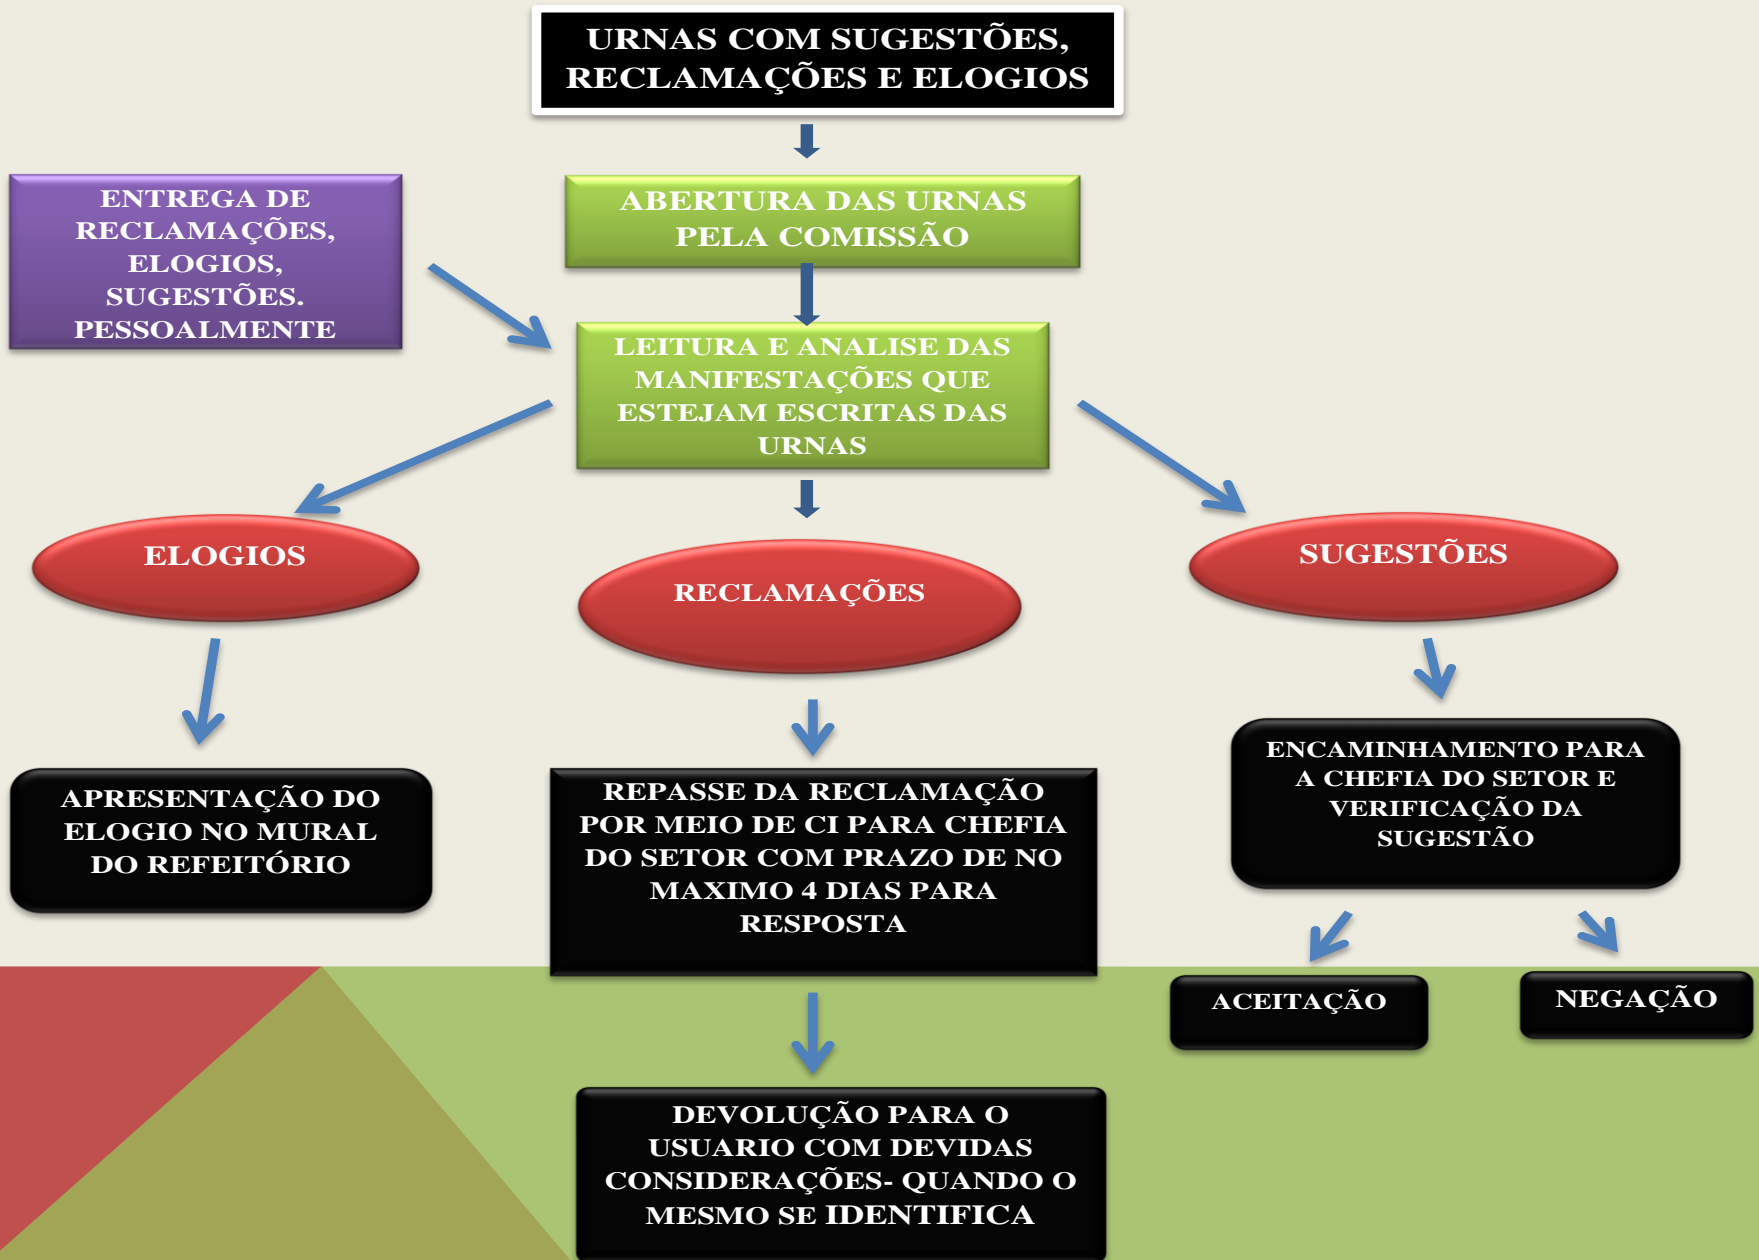 URNAS COM SUGESTÕES,
RECLAMAÇÕES E ELOGIOS
ENTREGA DE
RECLAMAÇÕES,
ELOGIOS,
SUGESTÕES.
PESSOALMENTE
ABERTURA DAS URNAS
PELA COMISSÃO
LEITURA E ANALISE DAS
MANIFESTAÇÕES QUE
ESTEJAM ESCRITAS DAS
URNAS
ELOGIOS
RECLAMAÇÕES
SUGESTÕES
APRESENTAÇÃO DO
ELOGIO NO MURAL
DO REFEITÓRIO
REPASSE DA RECLAMAÇÃO
POR MEIO DE CI PARA CHEFIA
DO SETOR COM PRAZO DE NO
MAXIMO 4 DIAS PARA
RESPOSTA
ENCAMINHAMENTO PARA
A CHEFIA DO SETOR E
VERIFICAÇÃO DA
SUGESTÃO
ACEITAÇÃO
NEGAÇÃO
DEVOLUÇÃO PARA O
USUARIO COM DEVIDAS
CONSIDERAÇÕES- QUANDO O
MESMO SE IDENTIFICA